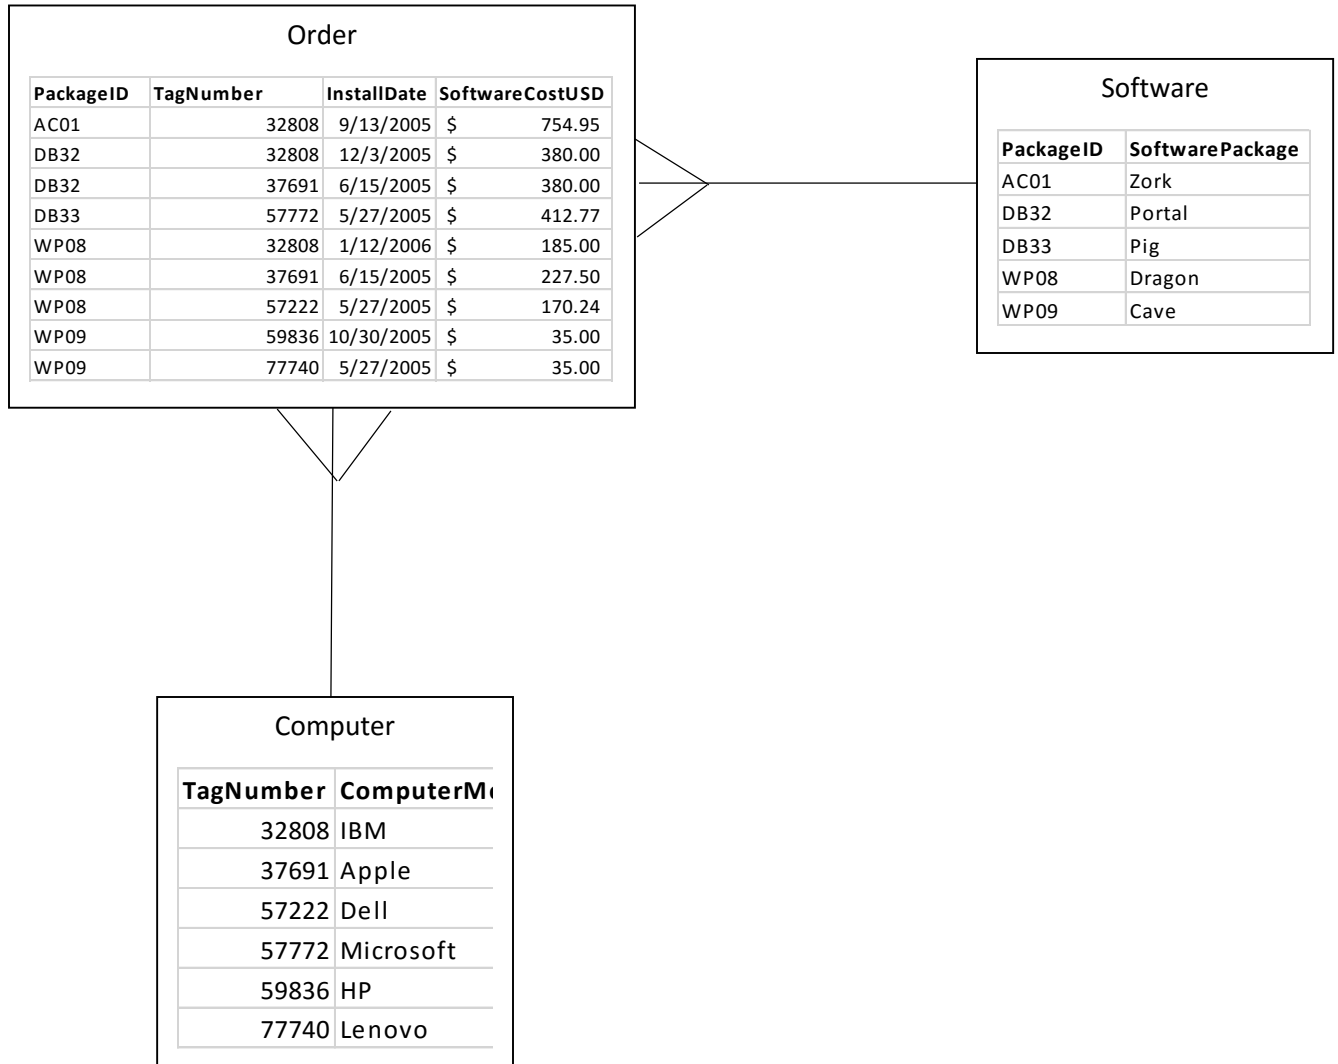 Order
PackageID TagNumber InstallDate SoftwareCostUSD
AC01 32808 9/13/2005 $ 754.95
DB32 32808 12/3/2005 $ 380.00
DB32 37691 6/15/2005 $ 380.00
DB33 57772 5/27/2005 $ 412.77
WP08 32808 1/12/2006 $ 185.00
WP08 37691 6/15/2005 $ 227.50
WP08 57222 5/27/2005 $ 170.24
WP09 59836 10/30/2005 $ 35.00
WP09 77740 5/27/2005 $ 35.00
Software
PackageID SoftwarePackage
AC01 Zork
DB32 Portal
DB33 Pig
WP08 Dragon
WP09 Cave
Computer
TagNumber
32808 IBM
37691 Apple
57222 Dell
57772 Microsoft
59836 HP
77740 Lenovo